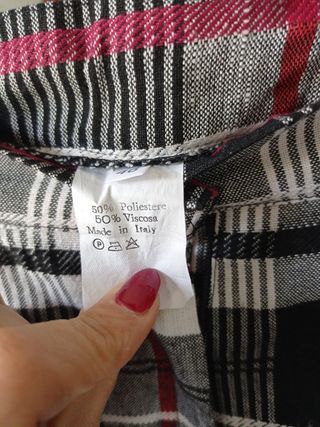 50% Poliestere
50% Viscosa
Made in Italy
P